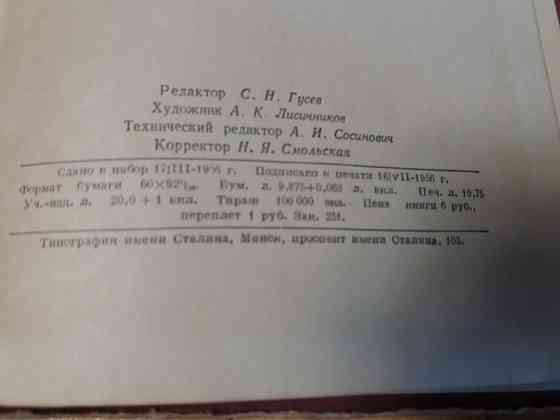 Редактор С. Н. Гусев
Художник А. К. Лисичников
Технический редактор А. И. Сосинович
Корректор Н. Я. Смольская
Сдано в набор 17|III-1956 г. Подписано к печати 16|VII-1956 г.
Формат бумаги 60×92¹/₁₆. Бум. л. 9,875+0,063 л. вкл. Печ. л. 19,75
Уч.-изд. л. 20,0 + 1 вкл. Тираж 100 000 экз. Цена книги 6 руб.,
переплет 1 руб. Зак. 251.
Типография имени Сталина, Минск, проспект имени Сталина, 105.